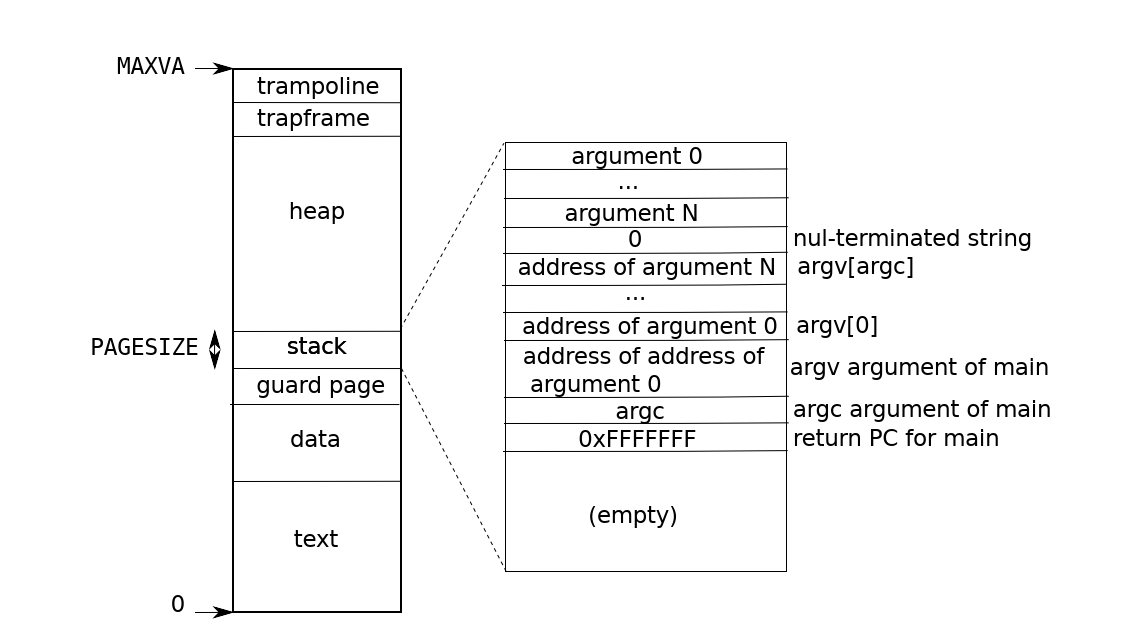 MAXVA
trampoline
trapframe
heap
PAGESIZE
stack
guard page
data
text
0
argument 0
...
argument N
0 nul-terminated string
address of argument N argv[argc]
...
address of argument 0 argv[0]
address of address of
argument 0
argv argument of main
argc argc argument of main
0xFFFFFFF return PC for main
(empty)